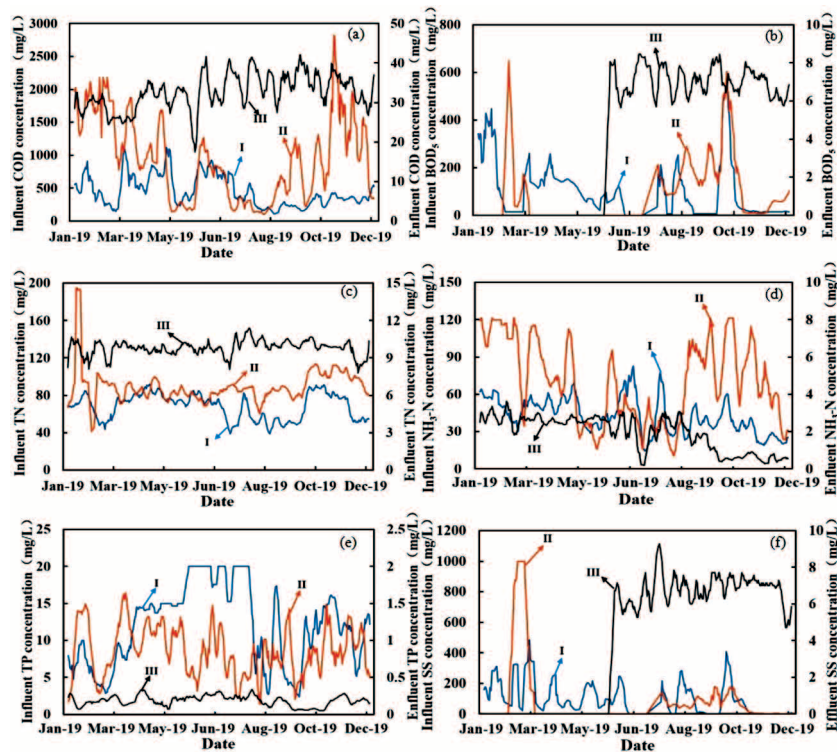 Influent COD concentration（mg/L）
3000
2500
2000
1500
1000
500
0
(a)
III
II
I
50
40
30
20
10
0
Enfluent COD concentration（mg/L）
Jan-19 Mar-19 May-19 Jun-19 Aug-19 Oct-19 Dec-19
Date
Influent BOD₅ concentration（mg/L）
800
600
400
200
0
(b)
III
II
I
10
8
6
4
2
0
Enfluent BOD₅ concentration（mg/L）
Jan-19 Mar-19 May-19 Jun-19 Aug-19 Oct-19 Dec-19
Date
Influent TN concentration（mg/L）
200
160
120
80
40
0
(c)
III
II
I
15
12
9
6
3
0
Enfluent TN concentration（mg/L）
Jan-19 Mar-19 May-19 Jun-19 Aug-19 Oct-19 Dec-19
Date
Influent NH₃-N concentration（mg/L）
150
120
90
60
30
0
(d)
II
I
III
10
8
6
4
2
0
Enfluent NH₃-N concentration（mg/L）
Jan-19 Mar-19 May-19 Jun-19 Aug-19 Oct-19 Dec-19
Date
Influent TP concentration（mg/L）
25
20
15
10
5
0
(e)
I
II
III
2.5
2
1.5
1
0.5
0
Enfluent TP concentration（mg/L）
Jan-19 Mar-19 May-19 Jun-19 Aug-19 Oct-19 Dec-19
Date
Influent SS concentration（mg/L）
1200
1000
800
600
400
200
0
(f)
II
III
I
10
8
6
4
2
0
Enfluent SS concentration（mg/L）
Jan-19 Mar-19 May-19 Jun-19 Aug-19 Oct-19 Dec-19
Date